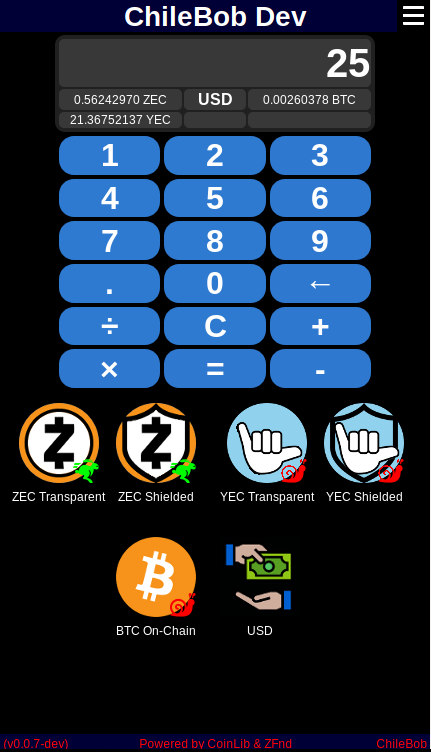 ChileBob Dev
25
0.56242970 ZEC USD 0.00260378 BTC
21.36752137 YEC
1 2 3
4 5 6
7 8 9
. 0 ←
÷ C +
× = -
ZEC Transparent ZEC Shielded YEC Transparent YEC Shielded
BTC On-Chain USD
(v0.0.7-dev) Powered by CoinLib & ZFnd ChileBob